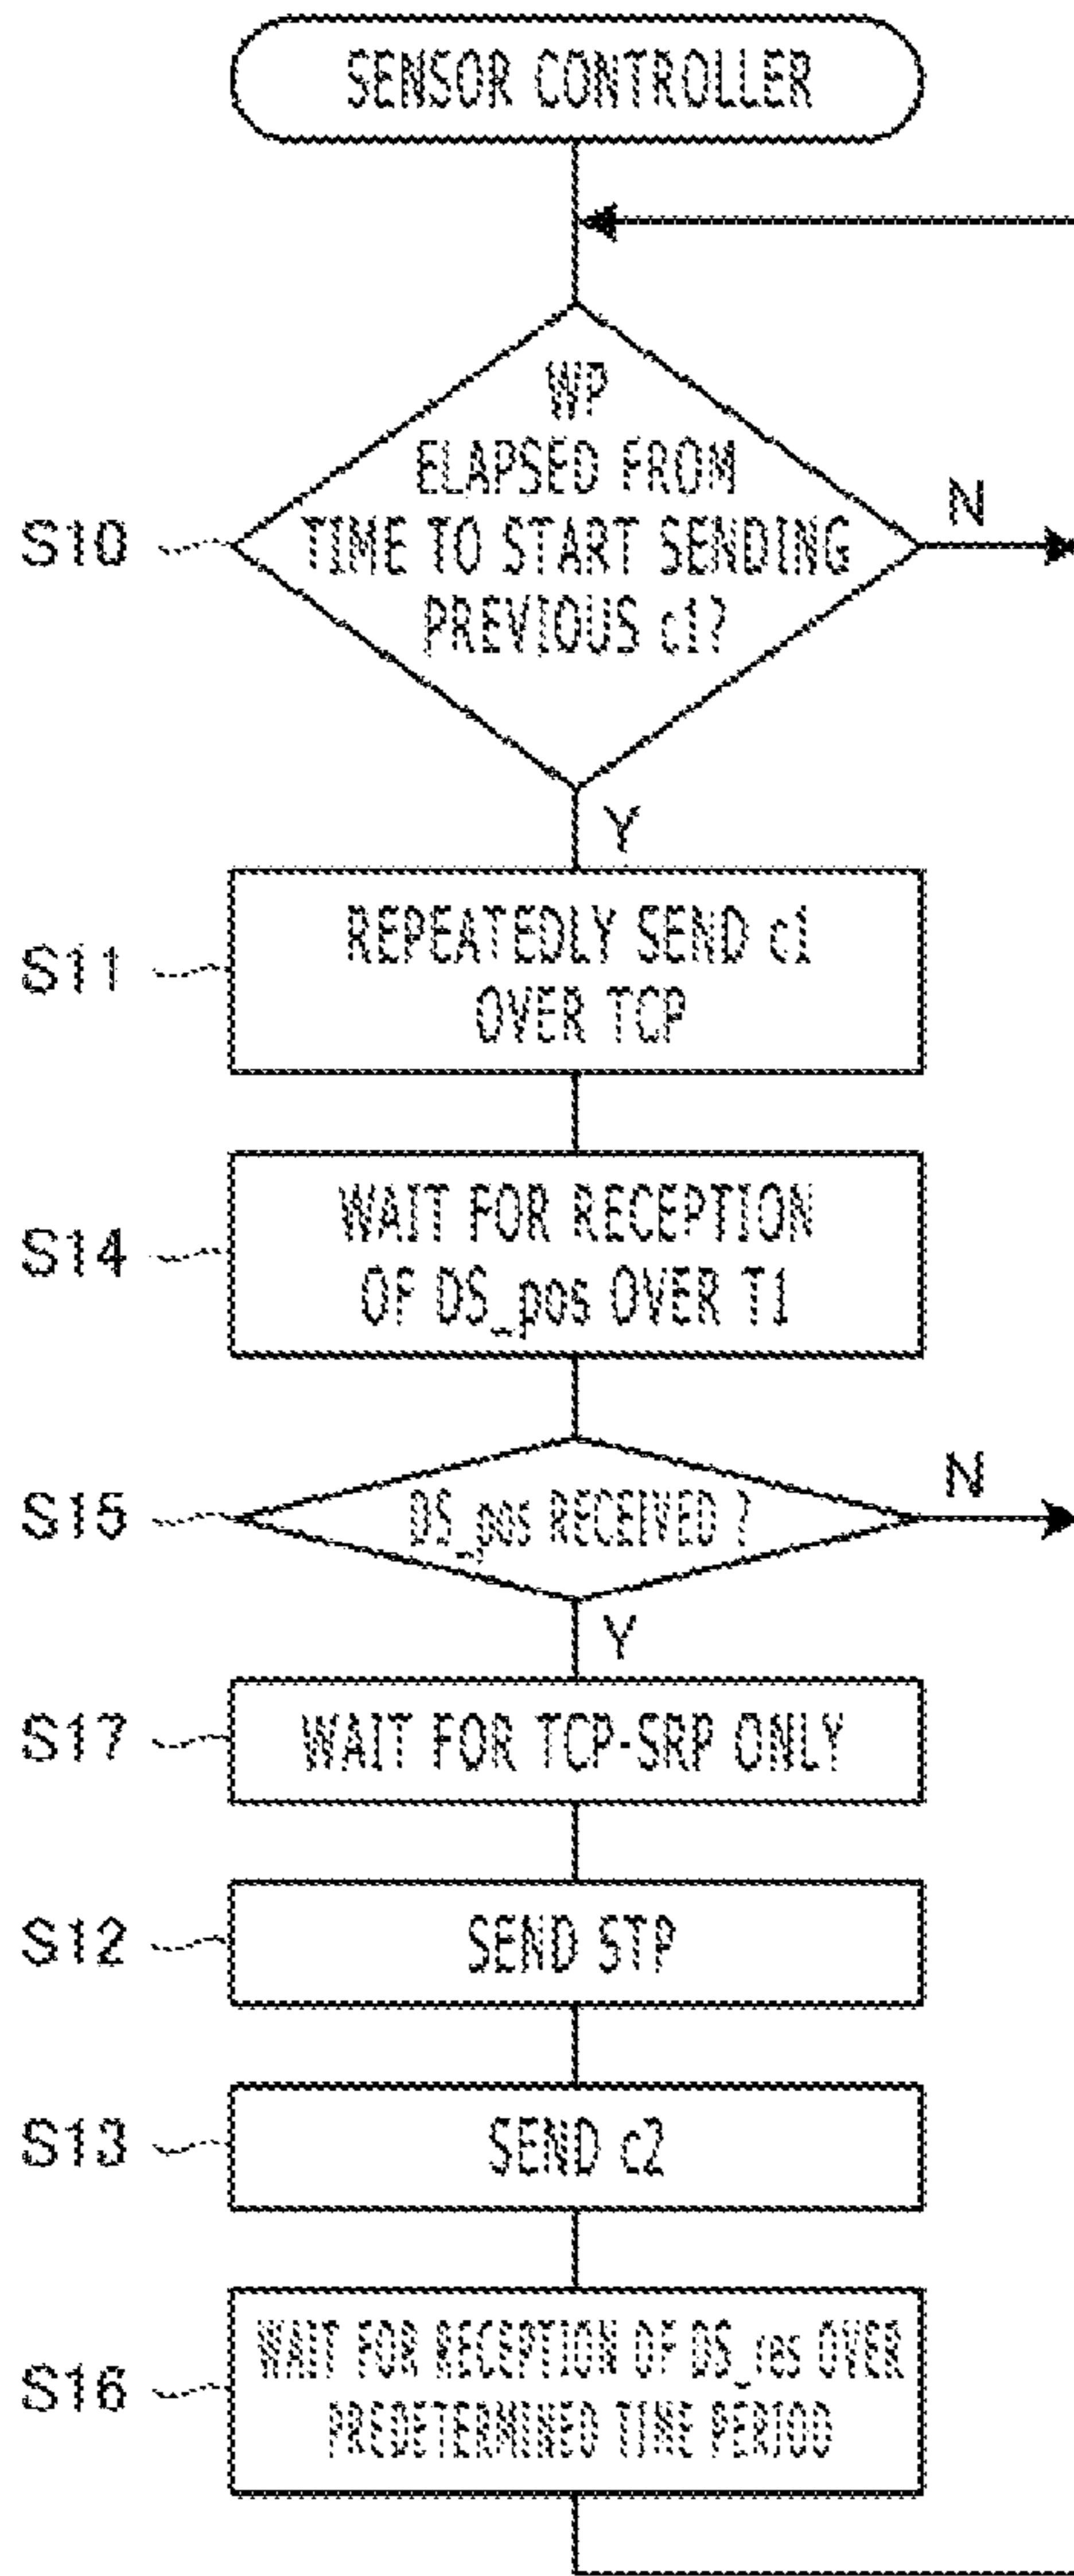 SENSOR CONTROLLER
WP
ELAPSED FROM
TIME TO START SENDING
PREVIOUS c1?
S10
N
Y
REPEATEDLY SEND c1
OVER TCP
S11
WAIT FOR RECEPTION
OF DS_pos OVER T1
S14
DS_pos RECEIVED ?
S15
N
Y
S17
WAIT FOR TCP-SRP ONLY
S12
SEND STP
S13
SEND c2
S16
WAIT FOR RECEPTION OF DS_res OVER
PREDETERMINED TIME PERIOD